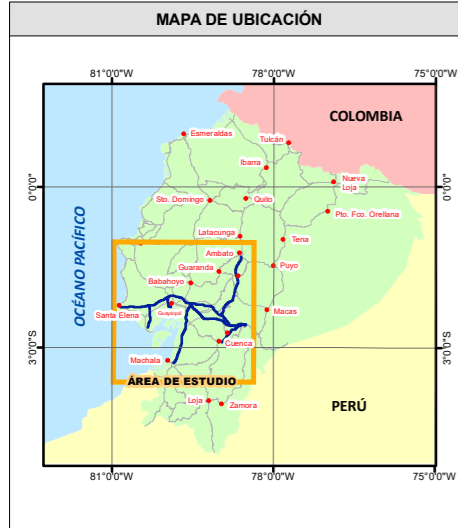 MAPA DE UBICACIÓN
81°0'0"W 78°0'0"W 75°0'0"W
COLOMBIA
Esmeraldas
Tulcán
Ibarra
Nueva
Loja
0°0'0"
0°0'0"
Sto. Domingo
Quito
Pto. Fco. Orellana
OCÉANO PACÍFICO
Latacunga
Tena
Ambato
Guaranda
Puyo
Babahoyo
Santa Elena
Guayaquil
Macas
3°0'0"S
3°0'0"S
Cuenca
Machala
ÁREA DE ESTUDIO
Loja
Zamora
PERÚ
81°0'0"W 78°0'0"W 75°0'0"W